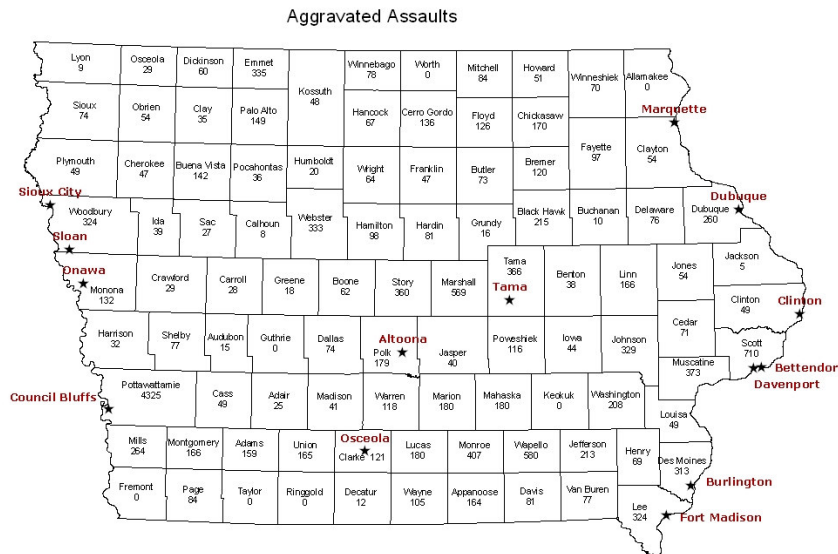 Aggravated Assaults
Lyon
9
Osceola
29
Dickinson
60
Emmet
335
Kossuth
48
Winnebago
78
Worth
0
Mitchell
84
Howard
51
Winneshiek
70
Allamakee
0
Sioux
74
Obrien
54
Clay
35
Palo Alto
149
Hancock
67
Cerro Gordo
136
Floyd
126
Chickasaw
170
Marquette
Plymouth
49
Cherokee
47
Buena Vista
142
Pocahontas
36
Humboldt
20
Wright
64
Franklin
47
Butler
73
Bremer
120
Fayette
97
Clayton
54
Sioux City
Woodbury
324
Ida
39
Sac
27
Calhoun
8
Webster
333
Hamilton
98
Hardin
81
Grundy
16
Black Hawk
215
Buchanan
10
Delaware
76
Dubuque
260
Dubuque
Sloan
Onawa
Monona
132
Crawford
29
Carroll
28
Greene
18
Boone
62
Story
360
Marshall
569
Tama
366
Tama
Benton
38
Linn
166
Jones
54
Jackson
5
Clinton
49
Clinton
Harrison
32
Shelby
77
Audubon
15
Guthrie
0
Dallas
74
Altoona
Polk
179
Jasper
40
Poweshiek
116
Iowa
44
Johnson
329
Cedar
71
Scott
710
Bettendorf
Davenport
Muscatine
373
Council Bluffs
Pottawattamie
4325
Cass
49
Adair
25
Madison
41
Warren
118
Marion
180
Mahaska
180
Keokuk
0
Washington
208
Louisa
49
Mills
264
Montgomery
166
Adams
159
Union
165
Osceola
Clarke 121
Lucas
180
Monroe
407
Wapello
580
Jefferson
213
Henry
69
Des Moines
313
Burlington
Fremont
0
Page
84
Taylor
0
Ringgold
0
Decatur
12
Wayne
105
Appanoose
164
Davis
81
Van Buren
77
Lee
324
Fort Madison